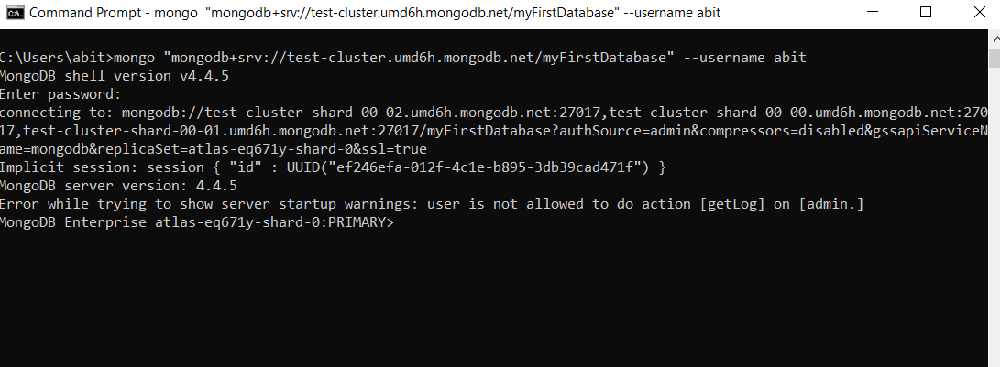 Command Prompt - mongo  "mongodb+srv://test-cluster.umd6h.mongodb.net/myFirstDatabase" --username abit
C:\Users\abit>mongo "mongodb+srv://test-cluster.umd6h.mongodb.net/myFirstDatabase" --username abit
MongoDB shell version v4.4.5
Enter password:
connecting to: mongodb://test-cluster-shard-00-02.umd6h.mongodb.net:27017,test-cluster-shard-00-00.umd6h.mongodb.net:270
17,test-cluster-shard-00-01.umd6h.mongodb.net:27017/myFirstDatabase?authSource=admin&compressors=disabled&gssapiServiceN
ame=mongodb&replicaSet=atlas-eq671y-shard-0&ssl=true
Implicit session: session { "id" : UUID("ef246efa-012f-4c1e-b895-3db39cad471f") }
MongoDB server version: 4.4.5
Error while trying to show server startup warnings: user is not allowed to do action [getLog] on [admin.]
MongoDB Enterprise atlas-eq671y-shard-0:PRIMARY>